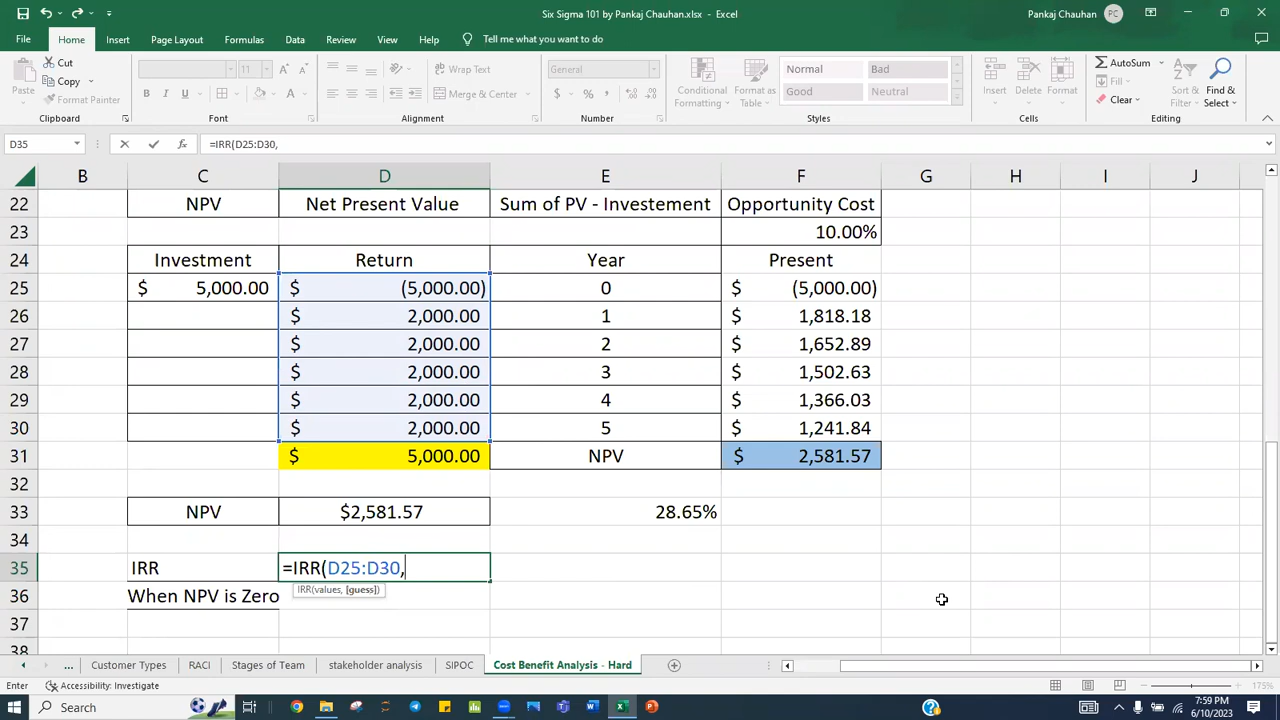 Six Sigma 101 by Pankaj Chauhan.xlsx - Excel
Pankaj Chauhan PC
File Home Insert Page Layout Formulas Data Review View Help Tell me what you want to do
Paste Cut Copy Format Painter
11 A A Wrap Text General
B I U A Merge & Center $ % ,
Conditional Formatting Format as Table Normal Bad Good Neutral
Insert Delete Format AutoSum Fill Clear Sort & Filter Find & Select
Clipboard Font Alignment Number Styles Cells Editing
D35 fx =IRR(D25:D30,
B C D E F G H I J
22 NPV Net Present Value Sum of PV - Investement Opportunity Cost
23 10.00%
24 Investment Return Year Present
25 $ 5,000.00 $ (5,000.00) 0 $ (5,000.00)
26 $ 2,000.00 1 $ 1,818.18
27 $ 2,000.00 2 $ 1,652.89
28 $ 2,000.00 3 $ 1,502.63
29 $ 2,000.00 4 $ 1,366.03
30 $ 2,000.00 5 $ 1,241.84
31 $ 5,000.00 NPV $ 2,581.57
32
33 NPV $2,581.57 28.65%
34
35 IRR =IRR(D25:D30,
IRR(values, [guess])
36 When NPV is Zero
37
38
... Customer Types RACI Stages of Team stakeholder analysis SIPOC Cost Benefit Analysis - Hard
Enter Accessibility: Investigate 175%
Search 7:59 PM
6/10/2023